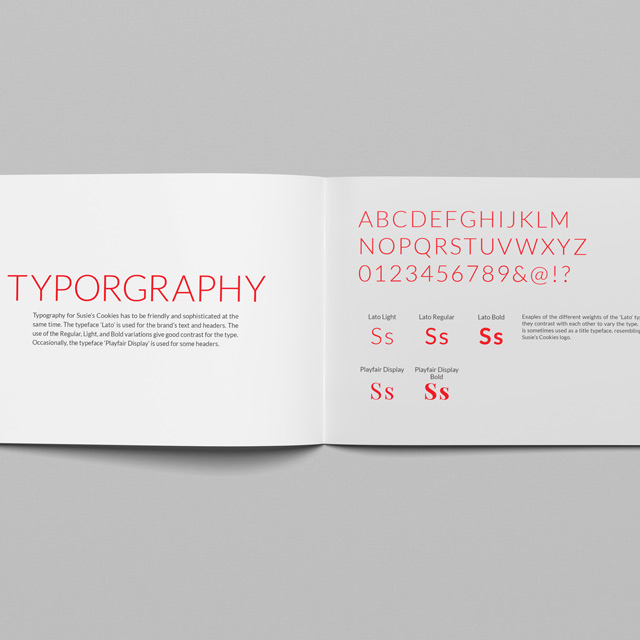 TYPORGRAPHY
Typography for Susie's Cookies has to be friendly and sophisticated at the
same time. The typeface 'Lato' is used for the brand's text and headers. The
use of the Regular, Light, and Bold variations give good contrast for the type.
Occasionally, the typeface 'Playfair Display' is used for some headers.
ABCDEFGHIJKLM
NOPQRSTUVWXYZ
0123456789&@!?
Lato Light
Ss
Lato Regular
Ss
Lato Bold
Ss
Exaples of the different weights of the 'Lato'
they contrast with each other to vary the type.
is sometimes used as a title typeface,
Susie's Cookies logo.
Playfair Display
Ss
Playfair Display
Bold
Ss